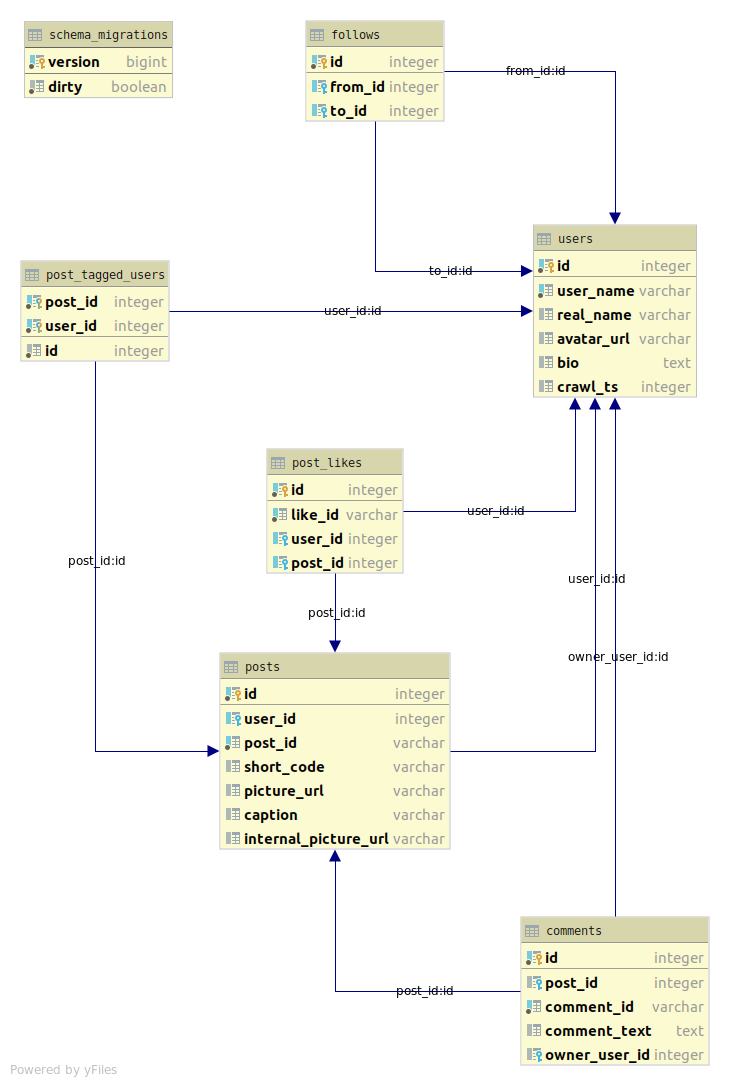 schema_migrations
version bigint
dirty boolean
follows
id integer
from_id integer
to_id integer
from_id:id
users
id integer
user_name varchar
real_name varchar
avatar_url varchar
bio text
crawl_ts integer
to_id:id
post_tagged_users
post_id integer
user_id integer
id integer
user_id:id
post_likes
id integer
like_id varchar
user_id integer
post_id integer
user_id:id
post_id:id
user_id:id
post_id:id
owner_user_id:id
posts
id integer
user_id integer
post_id varchar
short_code varchar
picture_url varchar
caption varchar
internal_picture_url varchar
comments
id integer
post_id integer
comment_id varchar
comment_text text
owner_user_id integer
post_id:id
Powered by yFiles